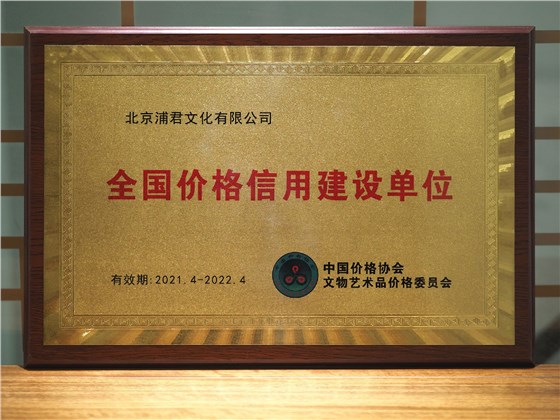 北京浦君文化有限公司
全国价格信用建设单位
有效期:2021.4-2022.4
中国价格协会
文物艺术品价格委员会